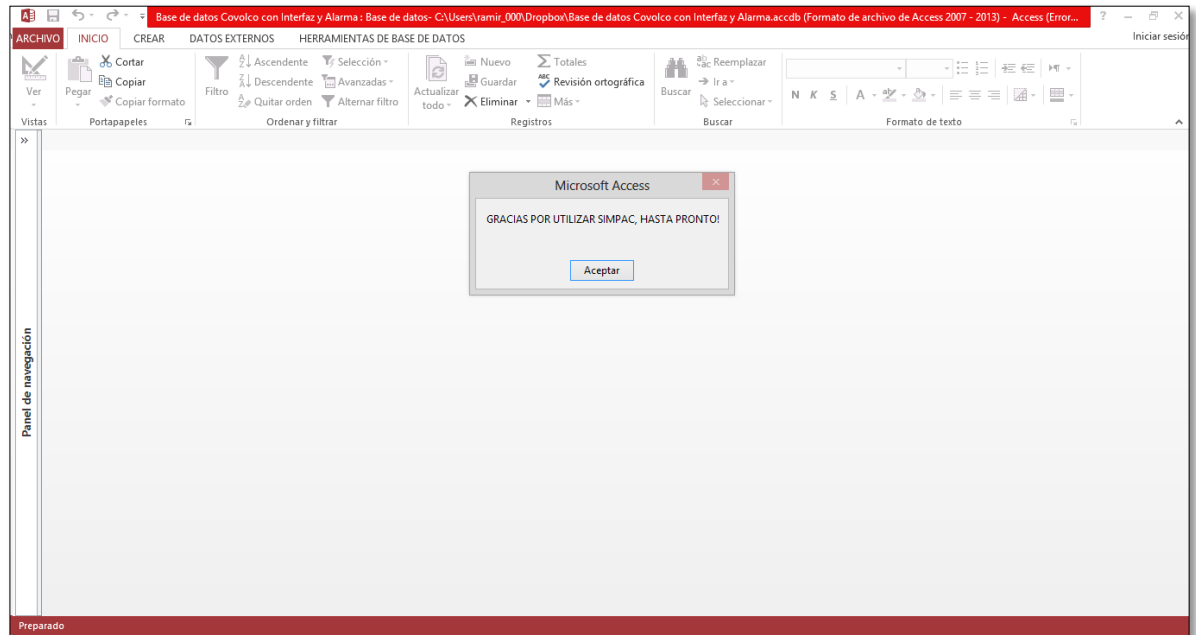 Base de datos Covolco con Interfaz y Alarma : Base de datos- C:\Users\ramir_000\Dropbox\Base de datos Covolco con Interfaz y Alarma.accdb (Formato de archivo de Access 2007 - 2013) - Access (Error...
ARCHIVO INICIO CREAR DATOS EXTERNOS HERRAMIENTAS DE BASE DE DATOS Iniciar sesión
Ver
Vistas
Pegar
Cortar
Copiar
Copiar formato
Portapapeles
Filtro
Ascendente
Descendente
Quitar orden
Selección
Avanzadas
Alternar filtro
Ordenar y filtrar
Actualizar
todo
Nuevo
Guardar
Eliminar
Totales
Revisión ortográfica
Más
Registros
Buscar
Reemplazar
Ir a
Seleccionar
Buscar
N K S A
Formato de texto
Panel de navegación
Microsoft Access
GRACIAS POR UTILIZAR SIMPAC, HASTA PRONTO!
Aceptar
Preparado